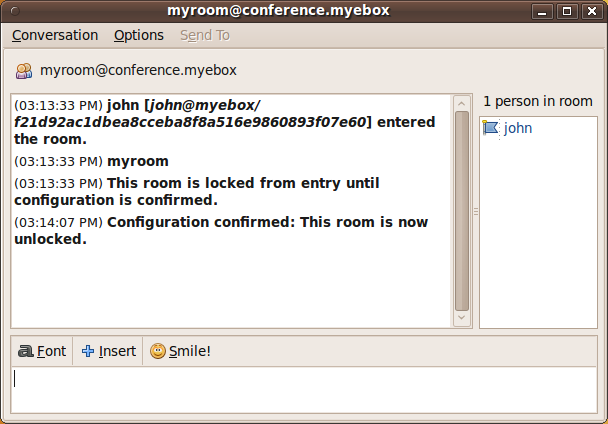 myroom@conference.myebox
Conversation Options Send To
myroom@conference.myebox
(03:13:33 PM) john [john@myebox/
f21d92ac1dbea8cceba8f8a516e9860893f07e60] entered
the room.
(03:13:33 PM) myroom
(03:13:33 PM) This room is locked from entry until
configuration is confirmed.
(03:14:07 PM) Configuration confirmed: This room is now
unlocked.
1 person in room
john
Font Insert Smile!